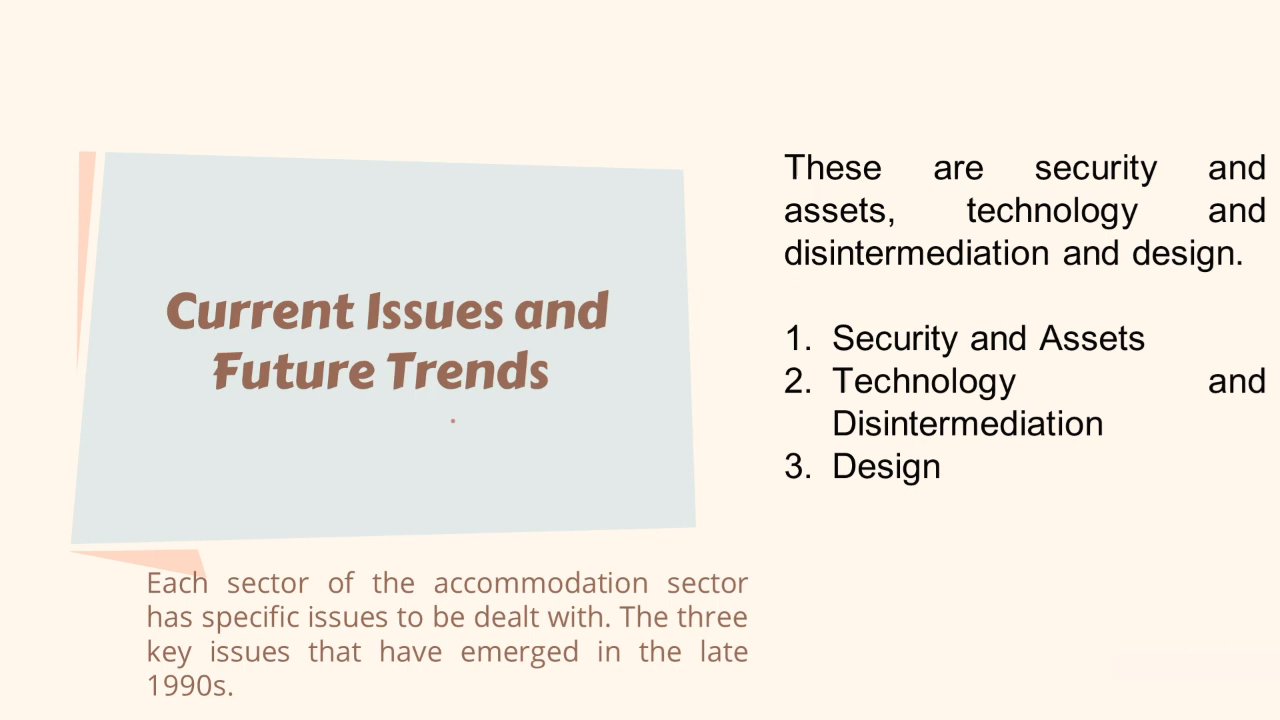 Current Issues and
Future Trends
.
Each sector of the accommodation sector
has specific issues to be dealt with. The three
key issues that have emerged in the late
1990s.
These are security and
assets, technology and
disintermediation and design.
1. Security and Assets
2. Technology and
Disintermediation
3. Design